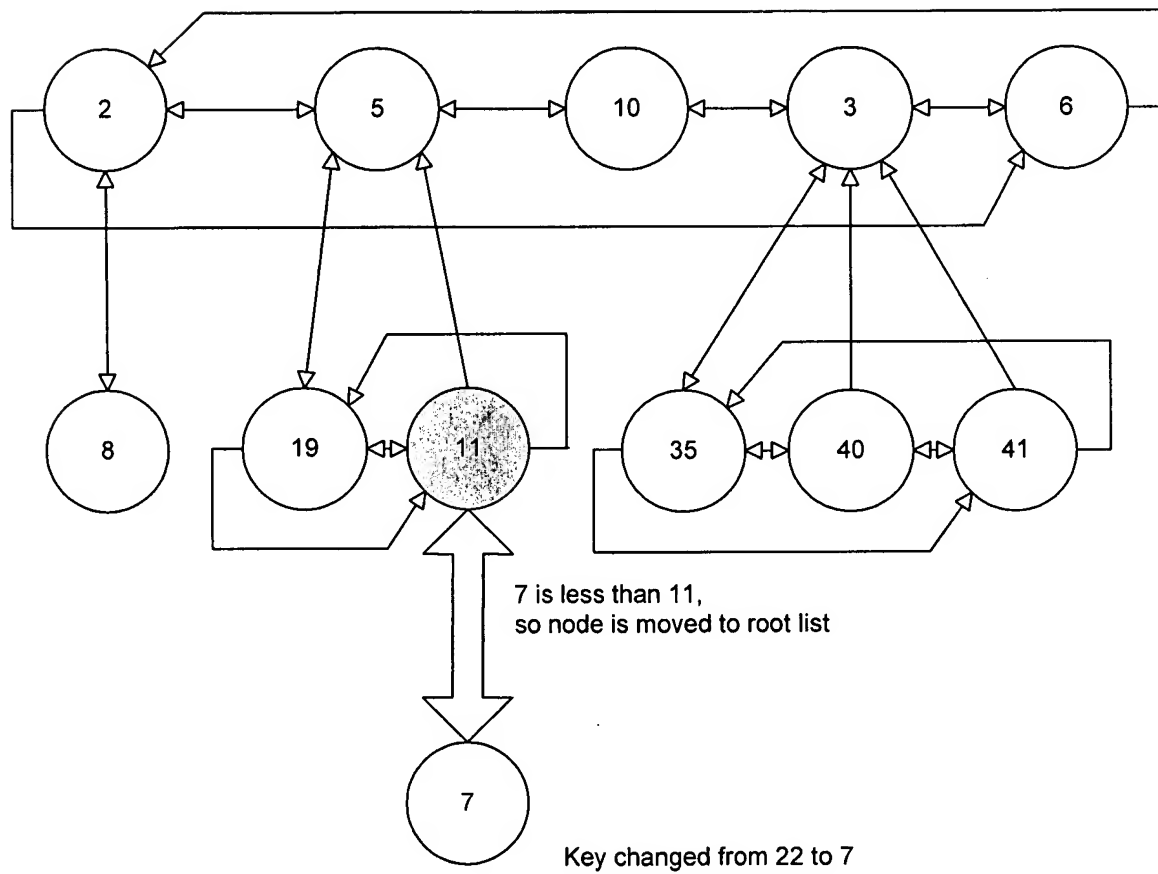 2 5 10 3 6
8 19 11 35 40 41
7 is less than 11,
so node is moved to root list
7
Key changed from 22 to 7